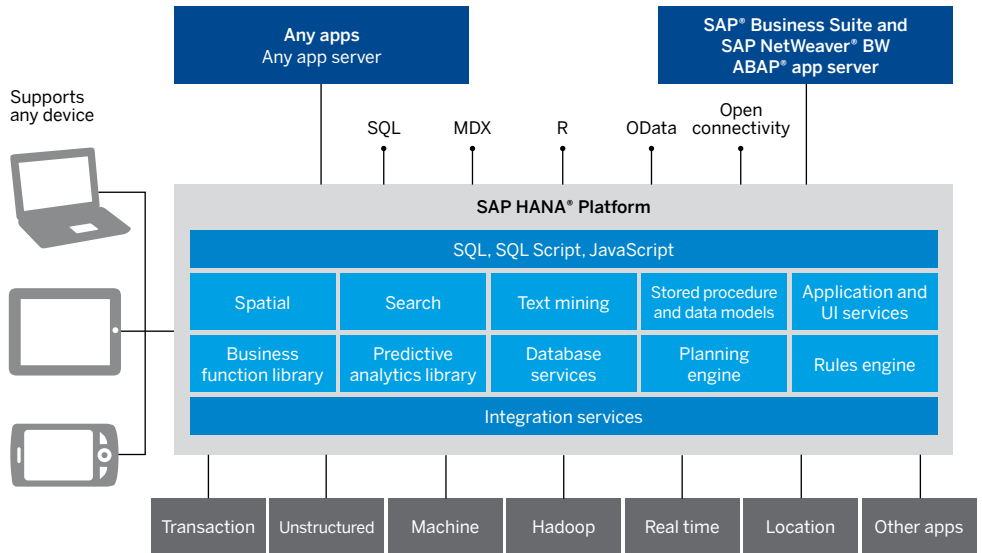 Any apps
Any app server
SAP® Business Suite and
SAP NetWeaver® BW
ABAP® app server
Supports
any device
SQL
MDX
R
OData
Open
connectivity
SAP HANA® Platform
SQL, SQL Script, JavaScript
Spatial
Search
Text mining
Stored procedure
and data models
Application and
UI services
Business
function library
Predictive
analytics library
Database
services
Planning
engine
Rules engine
Integration services
Transaction
Unstructured
Machine
Hadoop
Real time
Location
Other apps